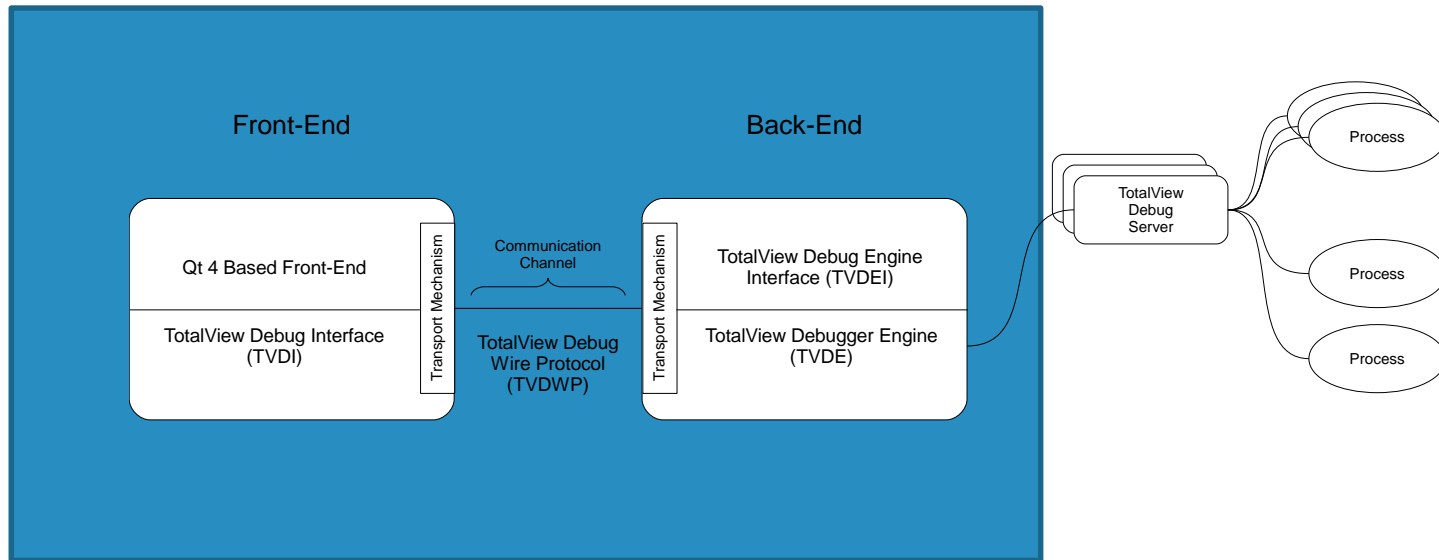 Front-End
Back-End
Qt 4 Based Front-End
TotalView Debug Interface
(TVDI)
Transport Mechanism
Communication
Channel
TotalView Debug
Wire Protocol
(TVDWP)
Transport Mechanism
TotalView Debug Engine
Interface (TVDEI)
TotalView Debugger Engine
(TVDE)
TotalView
Debug
Server
Process
Process
Process